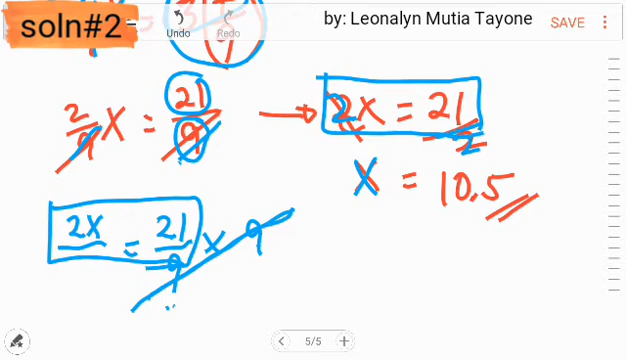 soln#2
Undo
Redo
by: Leonalyn Mutia Tayone
SAVE
2/9 X = 21/9 → 2X = 21
2
X = 10.5
2X = 21/9 x 9
5/5